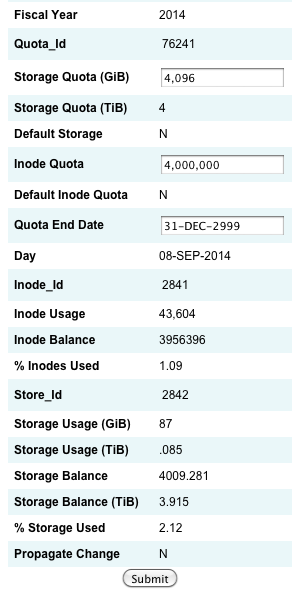 Fiscal Year 2014
Quota_Id 76241
Storage Quota (GiB) 4,096
Storage Quota (TiB) 4
Default Storage N
Inode Quota 4,000,000
Default Inode Quota N
Quota End Date 31-DEC-2999
Day 08-SEP-2014
Inode_Id 2841
Inode Usage 43,604
Inode Balance 3956396
% Inodes Used 1.09
Store_Id 2842
Storage Usage (GiB) 87
Storage Usage (TiB) .085
Storage Balance 4009.281
Storage Balance (TiB) 3.915
% Storage Used 2.12
Propagate Change N
Submit